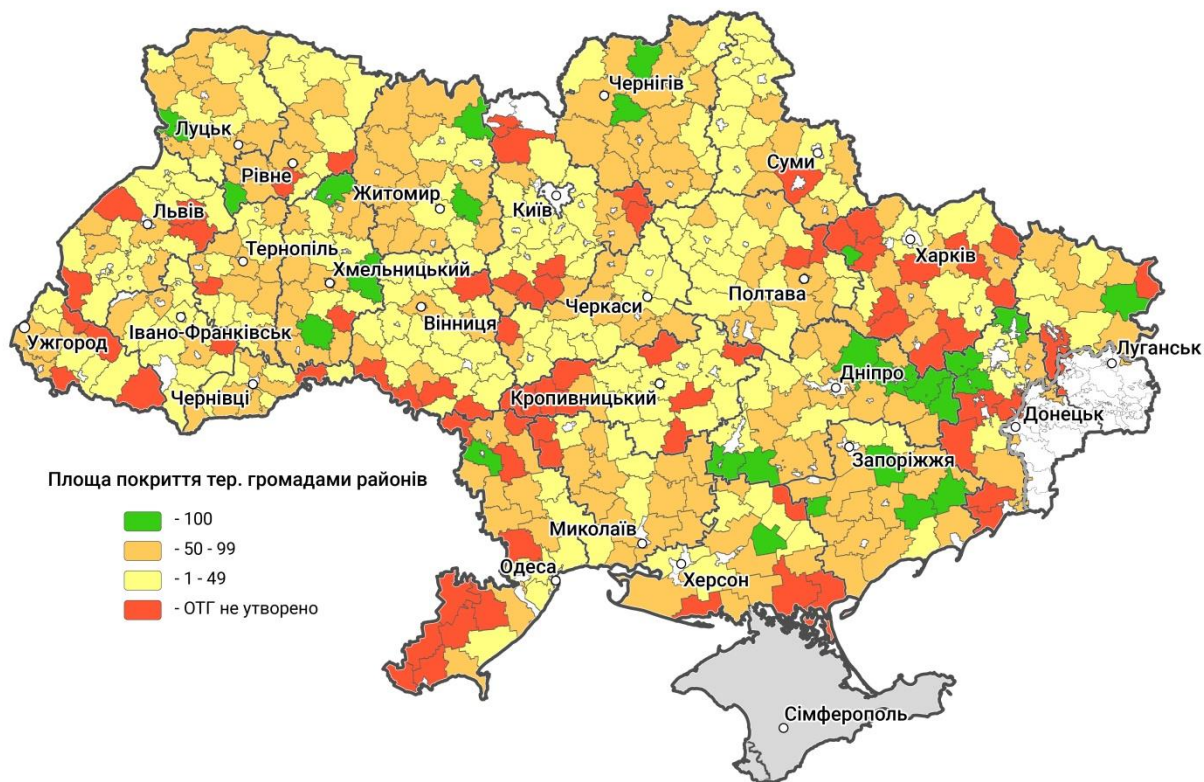 Чернігів
Луцьк
Рівне
Суми
Житомир
Київ
Львів
Харків
Тернопіль
Хмельницький
Полтава
Черкаси
Вінниця
Івано-Франківськ
Ужгород
Луганськ
Дніпро
Чернівці
Кропивницький
Донецьк
Запоріжжя
Площа покриття тер. громадами районів
- 100
- 50 - 99
- 1 - 49
- ОТГ не утворено
Миколаїв
Одеса
Херсон
Сімферополь